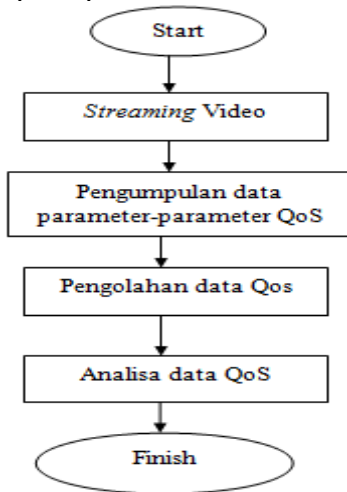 Start
Streaming Video
Pengumpulan data
parameter-parameter QoS
Pengolahan data Qos
Analisa data QoS
Finish